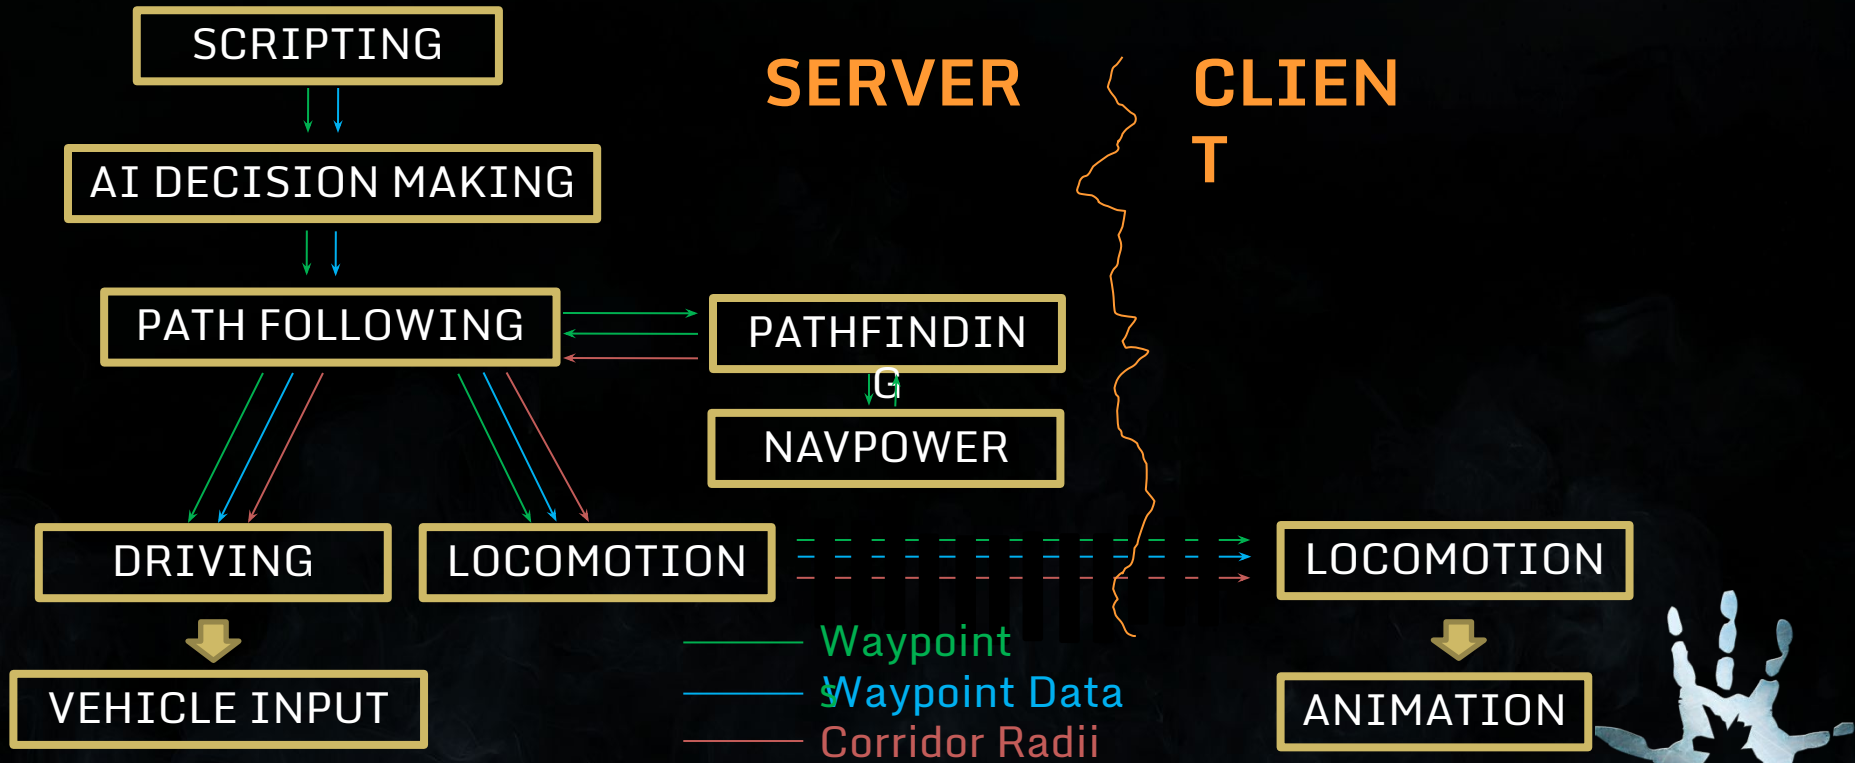 SCRIPTING
SERVER
CLIEN
T
AI DECISION MAKING
PATH FOLLOWING
PATHFINDIN
G
NAVPOWER
DRIVING
LOCOMOTION
LOCOMOTION
VEHICLE INPUT
Waypoint
s
Waypoint Data
Corridor Radii
ANIMATION